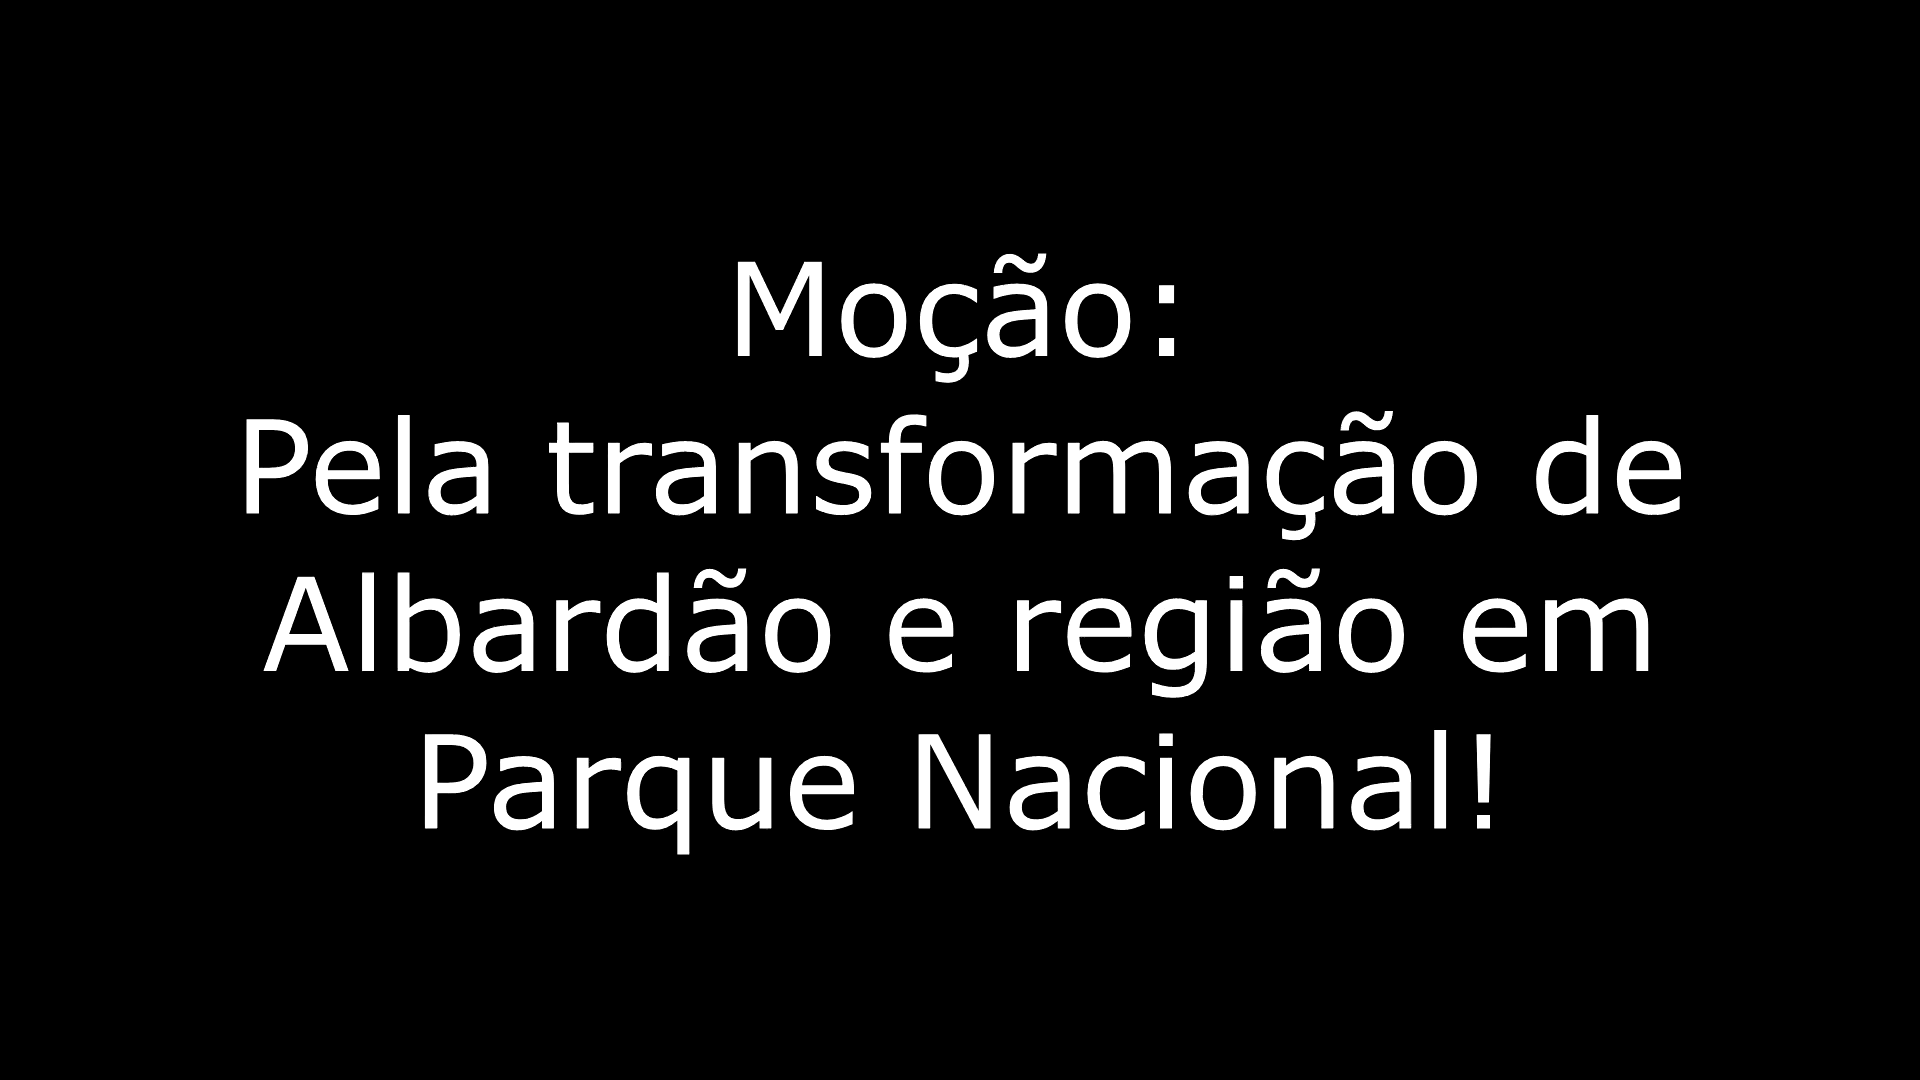 Moção:
Pela transformação de
Albardão e região em
Parque Nacional!